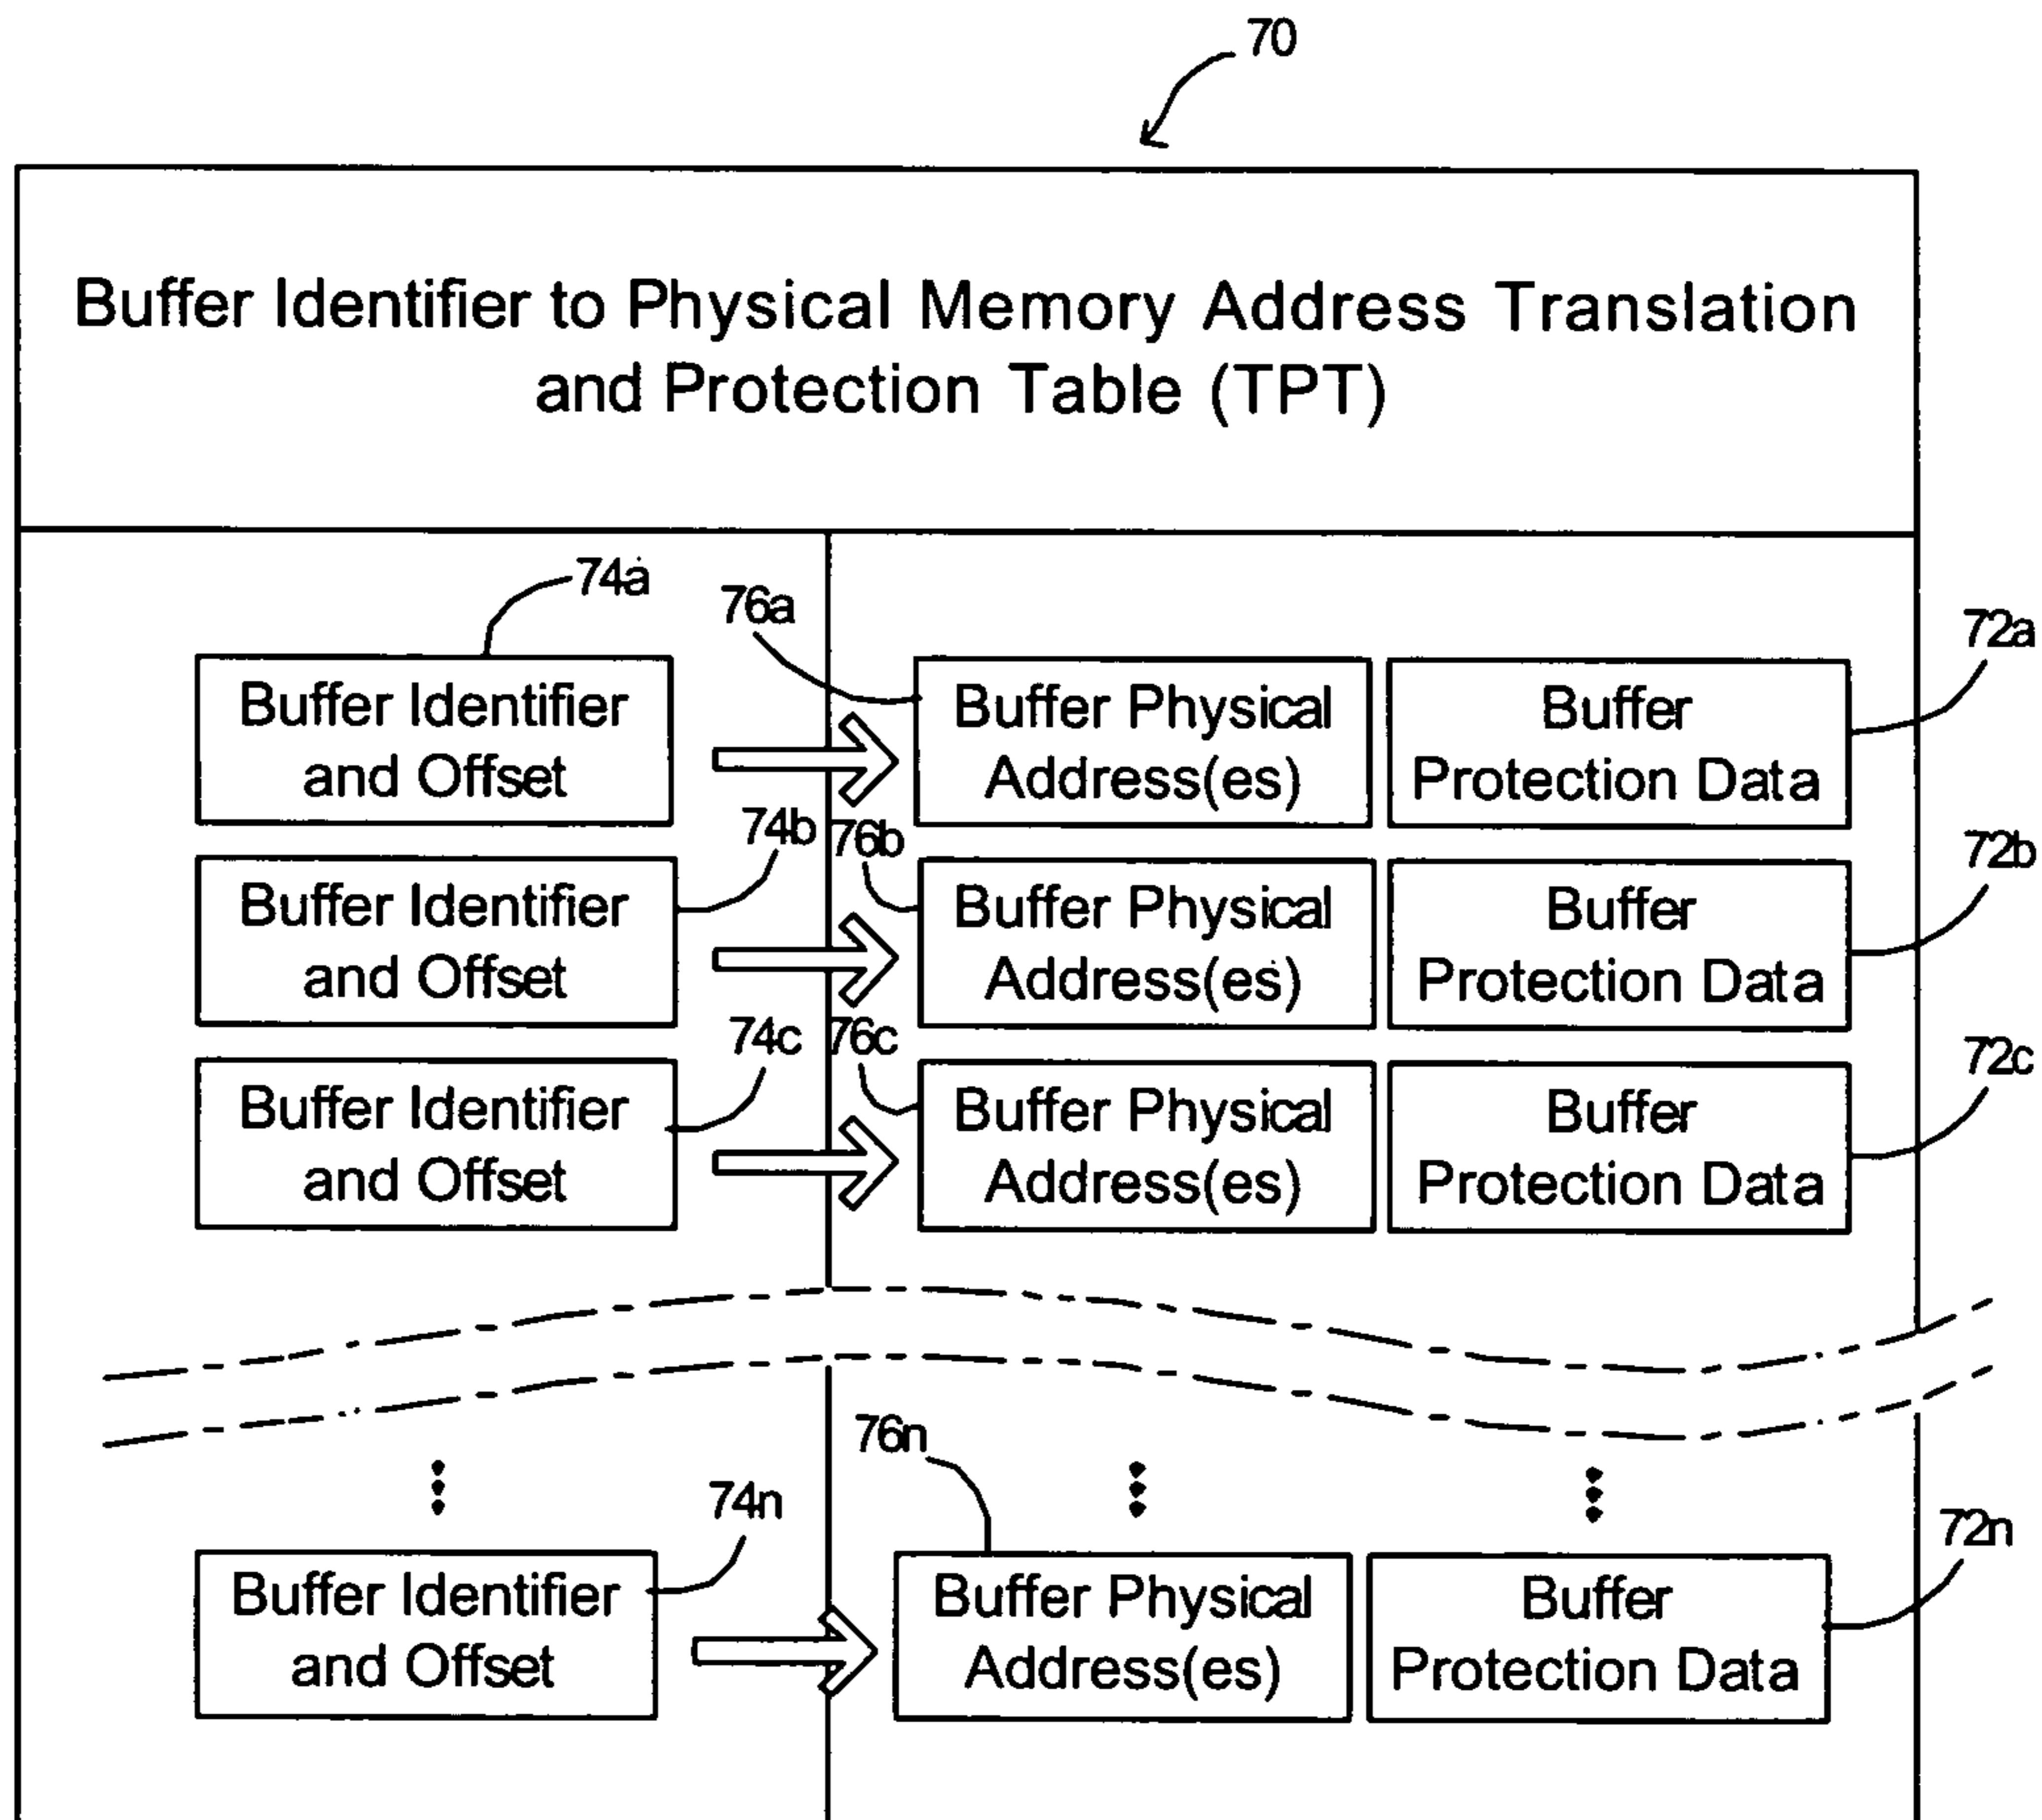 70
Buffer Identifier to Physical Memory Address Translation
and Protection Table (TPT)
74a
76a
72a
Buffer Identifier
and Offset
Buffer Physical
Address(es)
Buffer
Protection Data
74b
76b
72b
Buffer Identifier
and Offset
Buffer Physical
Address(es)
Buffer
Protection Data
74c
76c
72c
Buffer Identifier
and Offset
Buffer Physical
Address(es)
Buffer
Protection Data
76n
74n
72n
Buffer Identifier
and Offset
Buffer Physical
Address(es)
Buffer
Protection Data